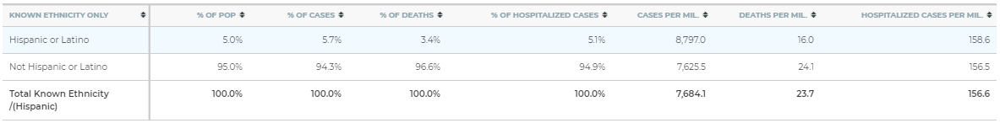 KNOWN ETHNICITY ONLY % OF POP % OF CASES % OF DEATHS % OF HOSPITALIZED CASES CASES PER MIL. DEATHS PER MIL. HOSPITALIZED CASES PER MIL.
Hispanic or Latino 5.0% 5.7% 3.4% 5.1% 8,797.0 16.0 158.6
Not Hispanic or Latino 95.0% 94.3% 96.6% 94.9% 7,625.5 24.1 156.5
Total Known Ethnicity 100.0% 100.0% 100.0% 100.0% 7,684.1 23.7 156.6
/(Hispanic)